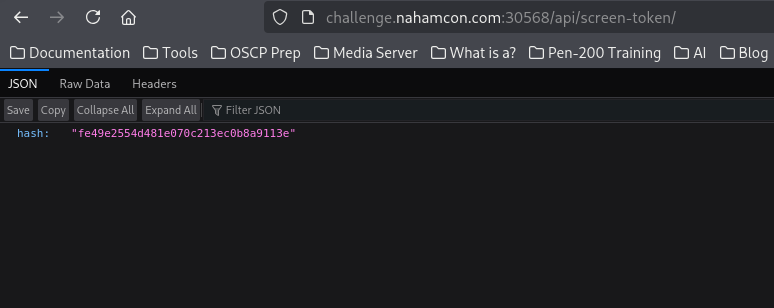 challenge.nahamcon.com:30568/api/screen-token/
Documentation Tools OSCP Prep Media Server What is a? Pen-200 Training AI Blog
JSON Raw Data Headers
Save Copy Collapse All Expand All Filter JSON
hash: "fe49e2554d481e070c213ec0b8a9113e"